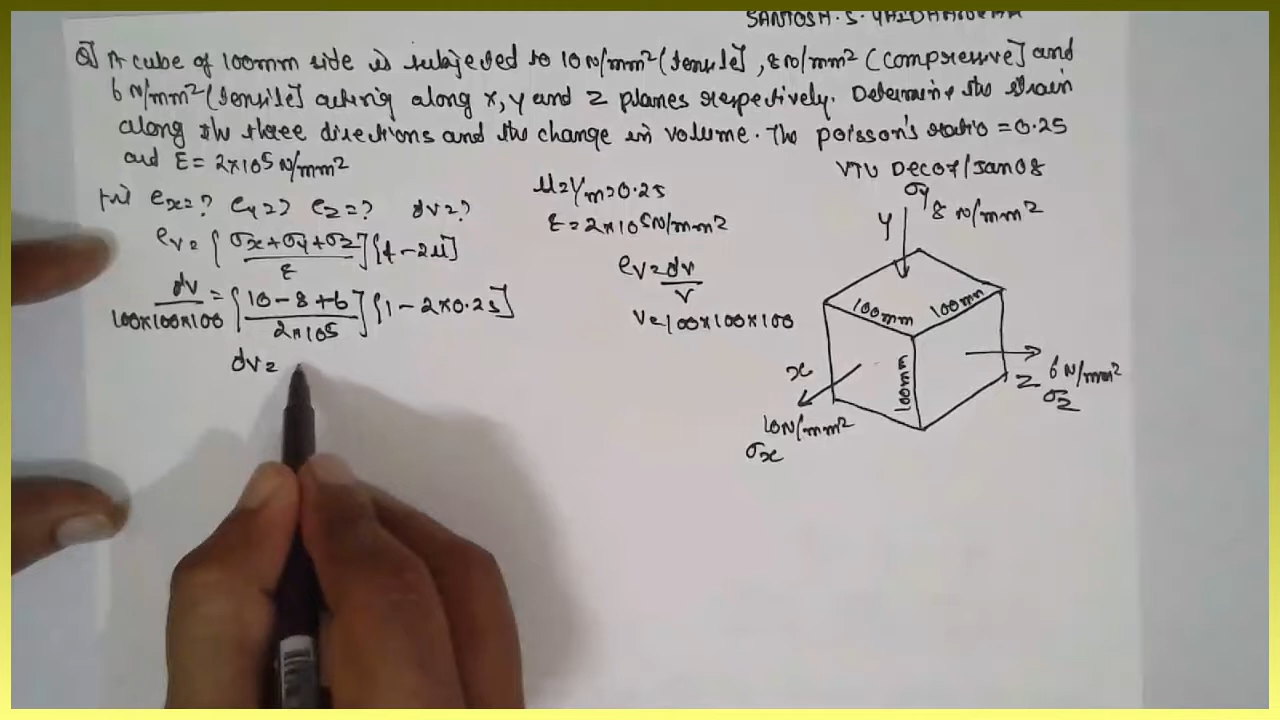 SANTOSH.S.
Q] A cube of 100mm side is subjected to 10 N/mm² (tensile], 8 N/mm² (compressive] and
6 N/mm² (tensile] acting along x, y and z planes respectively. Determine the strain
along the three directions and the change in volume. The poisson's ratio = 0.25
and E = 2×10⁵ N/mm²
VTU Dec07/Jan08
ex=? ey=? ez=? dv=?
μ=1/m=0.25
E=2×10⁵N/mm²
ev= [σx+σy+σz/E][1-2μ]
dv/100×100×100 = [10-8+6/2×10⁵][1-2×0.25]
dv=
ev=dv/v
V=100×100×100
σy
y 8 N/mm²
100mm 100mm
100mm
x
10N/mm²
σx
z 6 N/mm²
σz